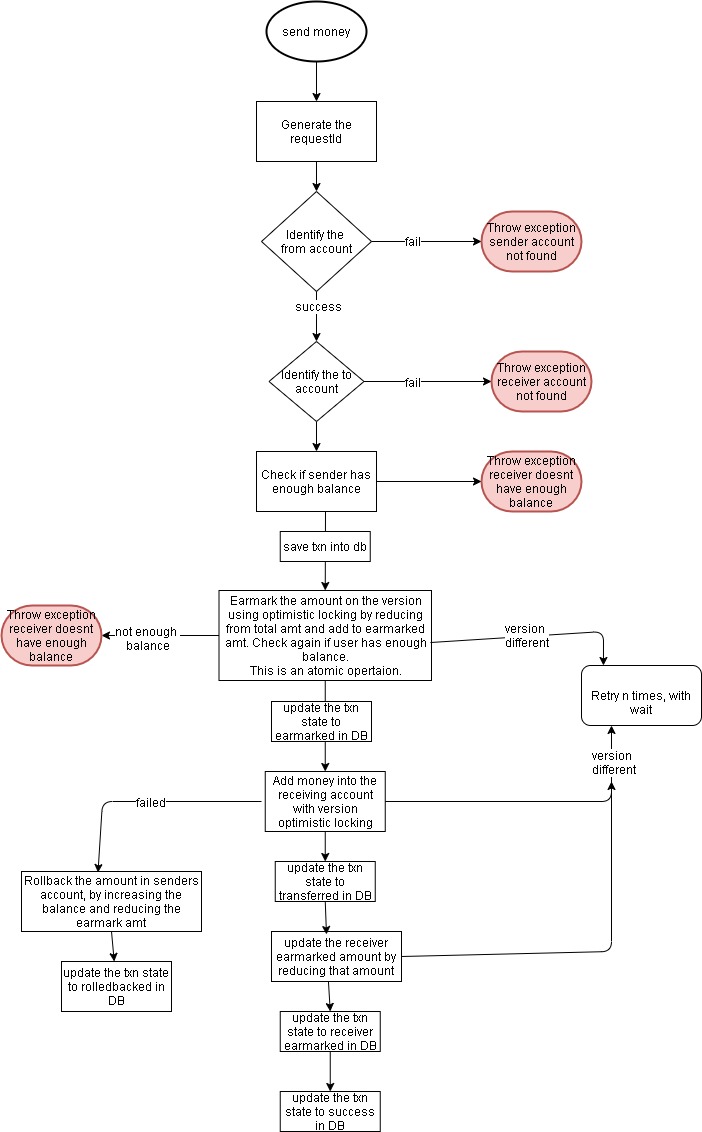 send money
Generate the
requestId
Identify the
from account
fail
Throw exception
sender account
not found
success
Identify the to
account
fail
Throw exception
receiver account
not found
Check if sender has
enough balance
Throw exception
receiver doesnt
have enough
balance
save txn into db
Earmark the amount on the version
using optimistic locking by reducing
from total amt and add to earmarked
amt. Check again if user has enough
balance.
This is an atomic opertaion.
not enough
balance
Throw exception
receiver doesnt
have enough
balance
version
different
Retry n times, with
wait
update the txn
state to
earmarked in DB
version
different
Add money into the
receiving account
with version
optimistic locking
failed
Rollback the amount in senders
account, by increasing the
balance and reducing the
earmark amt
update the txn state
to rolledbacked in
DB
update the txn
state to
transferred in DB
update the receiver
earmarked amount by
reducing that amount
update the txn
state to receiver
earmarked in DB
update the txn
state to success
in DB